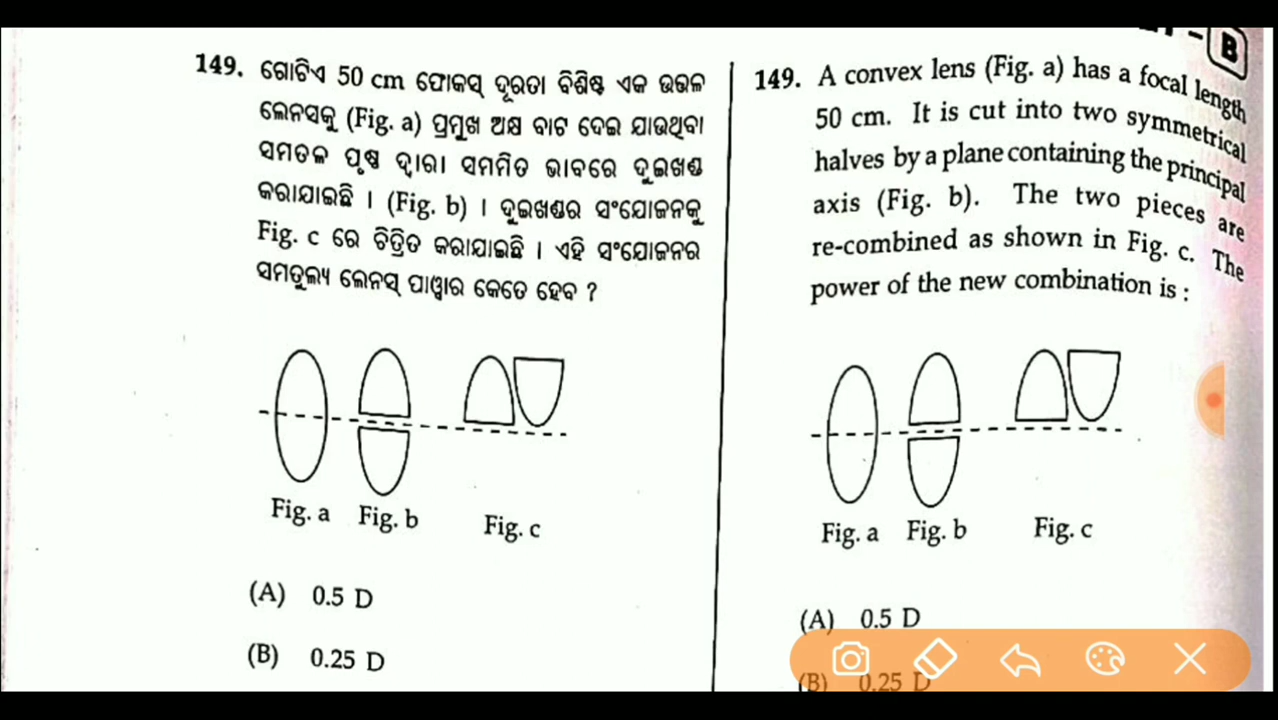 149. ଗୋଟିଏ 50 cm ଫୋକସ୍ ଦୂରତା ବିଶିଷ୍ଟ ଏକ ଉତ୍ତଳ
ଲେନସକୁ (Fig. a) ପ୍ରମୁଖ ଅକ୍ଷ ବାଟ ଦେଇ ଯାଉଥିବା
ସମତଳ ପୃଷ୍ଠ ଦ୍ଵାରା ସମମିତ ଭାବରେ ଦୁଇଖଣ୍ଡ
କରାଯାଇଛି । (Fig. b) । ଦୁଇଖଣ୍ଡର ସଂଯୋଜନକୁ
Fig. c ରେ ଚିତ୍ରିତ କରାଯାଇଛି । ଏହି ସଂଯୋଜନର
ସମତୁଲ୍ୟ ଲେନସ୍ ପାୱାର କେତେ ହେବ ?
Fig. a Fig. b Fig. c
(A) 0.5 D
(B) 0.25 D
B
149. A convex lens (Fig. a) has a focal length
50 cm. It is cut into two symmetrical
halves by a plane containing the principal
axis (Fig. b). The two pieces are
re-combined as shown in Fig. c. The
power of the new combination is :
Fig. a Fig. b Fig. c
(A) 0.5 D
(B) 0.25 D